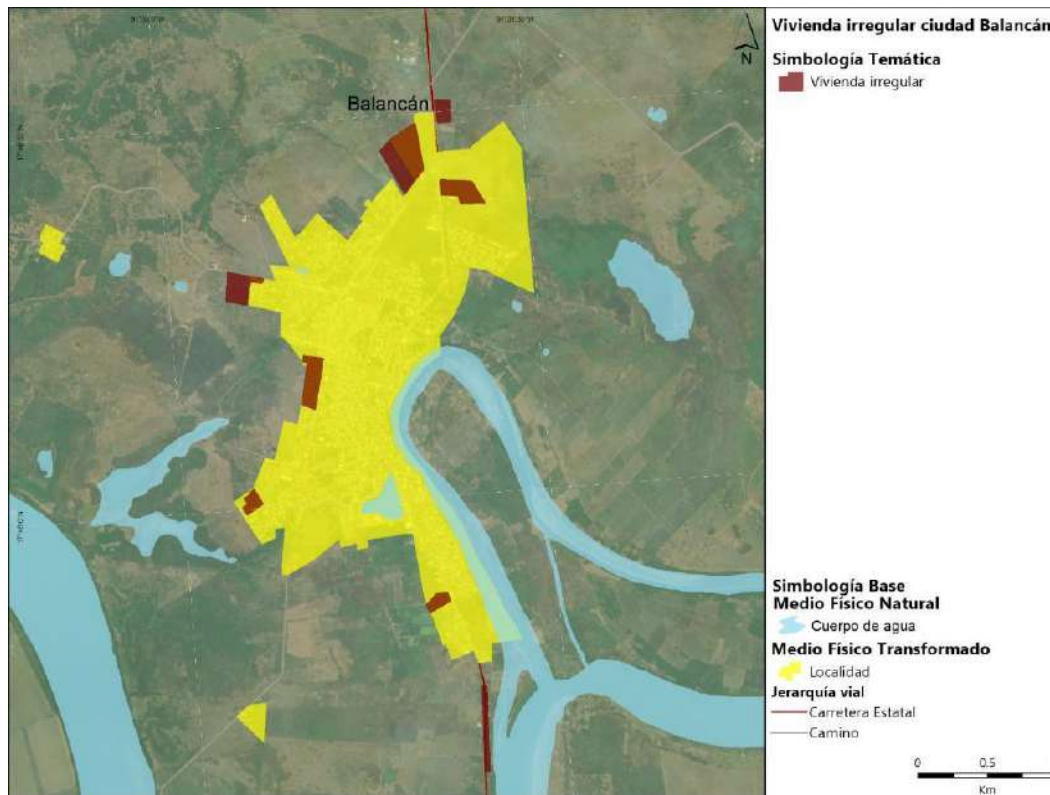 Vivienda irregular ciudad Balancán
Simbología Temática
Vivienda irregular
N
Balancán
Simbología Base
Medio Físico Natural
Cuerpo de agua
Medio Físico Transformado
Localidad
Jerarquía vial
Carretera Estatal
Camino
0 0.5
Km